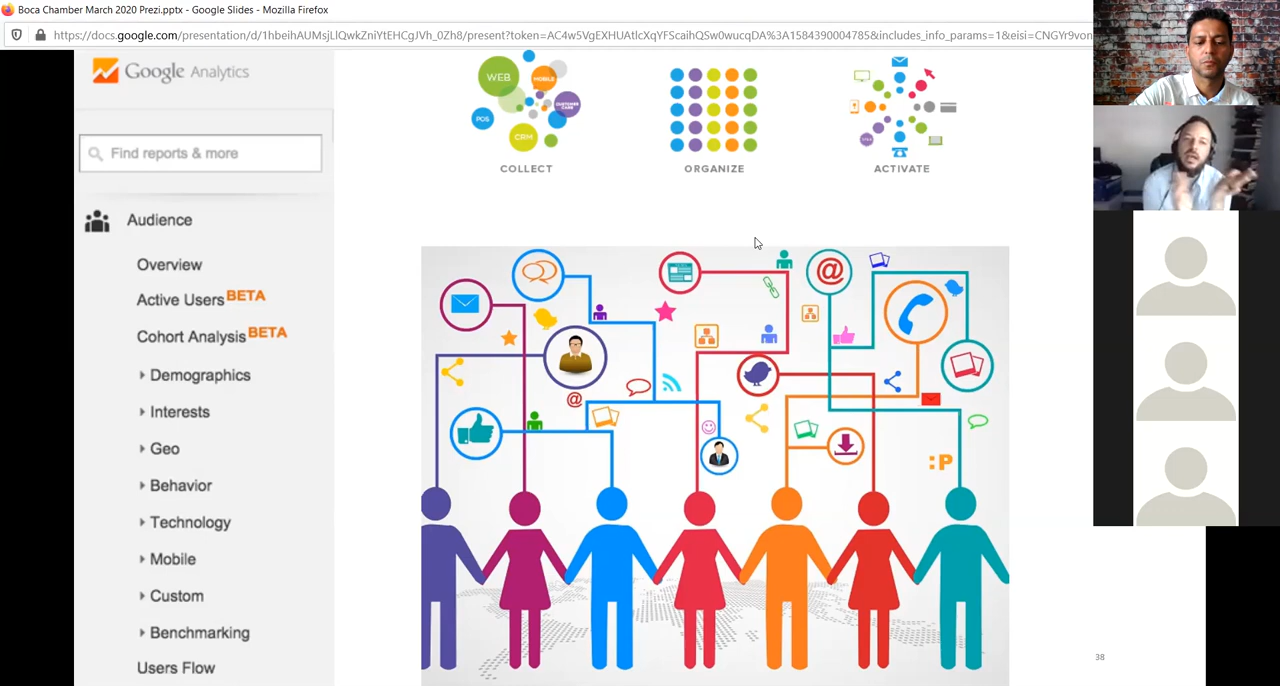 Boca Chamber March 2020 Prezi.pptx - Google Slides - Mozilla Firefox
https://docs.google.com/presentation/d/1hbeihAUMsjLlQwkZniYtEHCgJVh_0Zh8/present?token=AC4w5VgEXHUAtlcXqYFScaihQSw0wucqDA%3A1584390004785&includes_info_params=1&eisi=CNGYr9von
Google Analytics
Find reports & more
Audience
Overview
Active Users BETA
Cohort Analysis BETA
Demographics
Interests
Geo
Behavior
Technology
Mobile
Custom
Benchmarking
Users Flow
WEB
MOBILE
CUSTOMER CARE
POS
CRM
COLLECT
ORGANIZE
ACTIVATE
@
@
:P
38